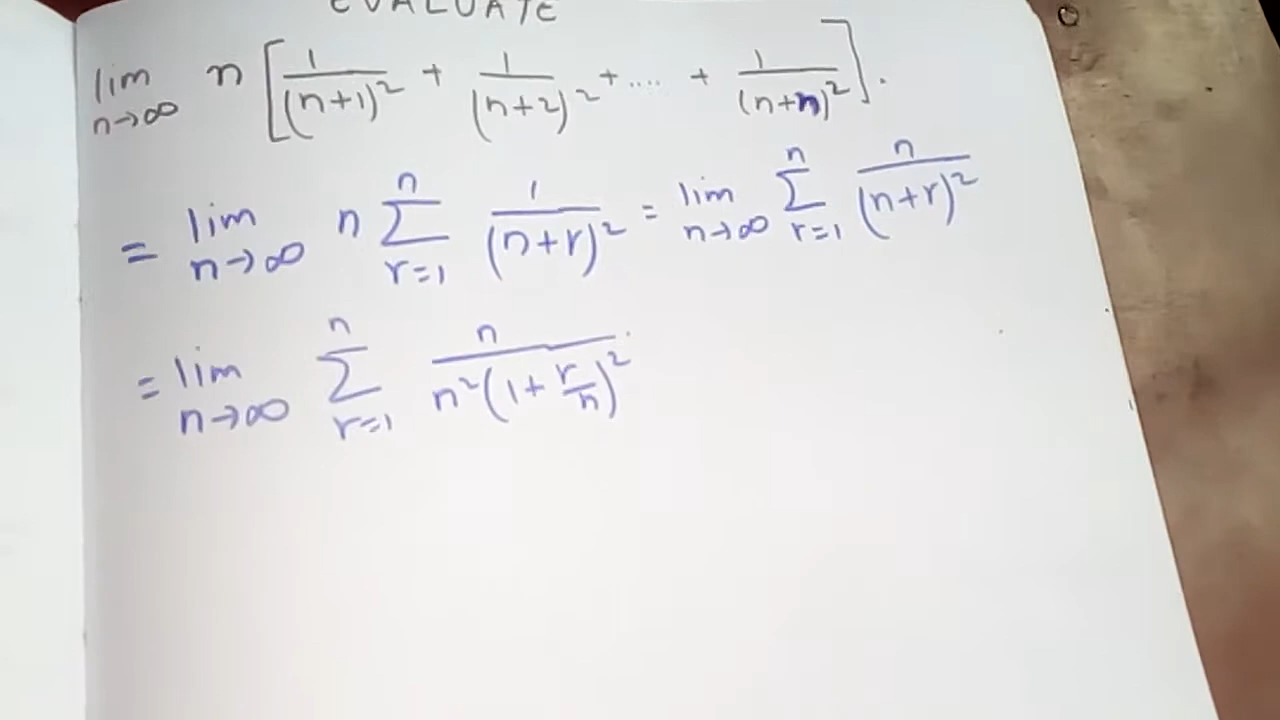 EVALUATE
lim n→∞ n [ 1/(n+1)² + 1/(n+2)² + .... + 1/(n+n)² ].
= lim n→∞ n ∑ r=1 n 1/(n+r)² = lim n→∞ ∑ r=1 n n/(n+r)²
= lim n→∞ ∑ r=1 n n/n²(1+r/n)²